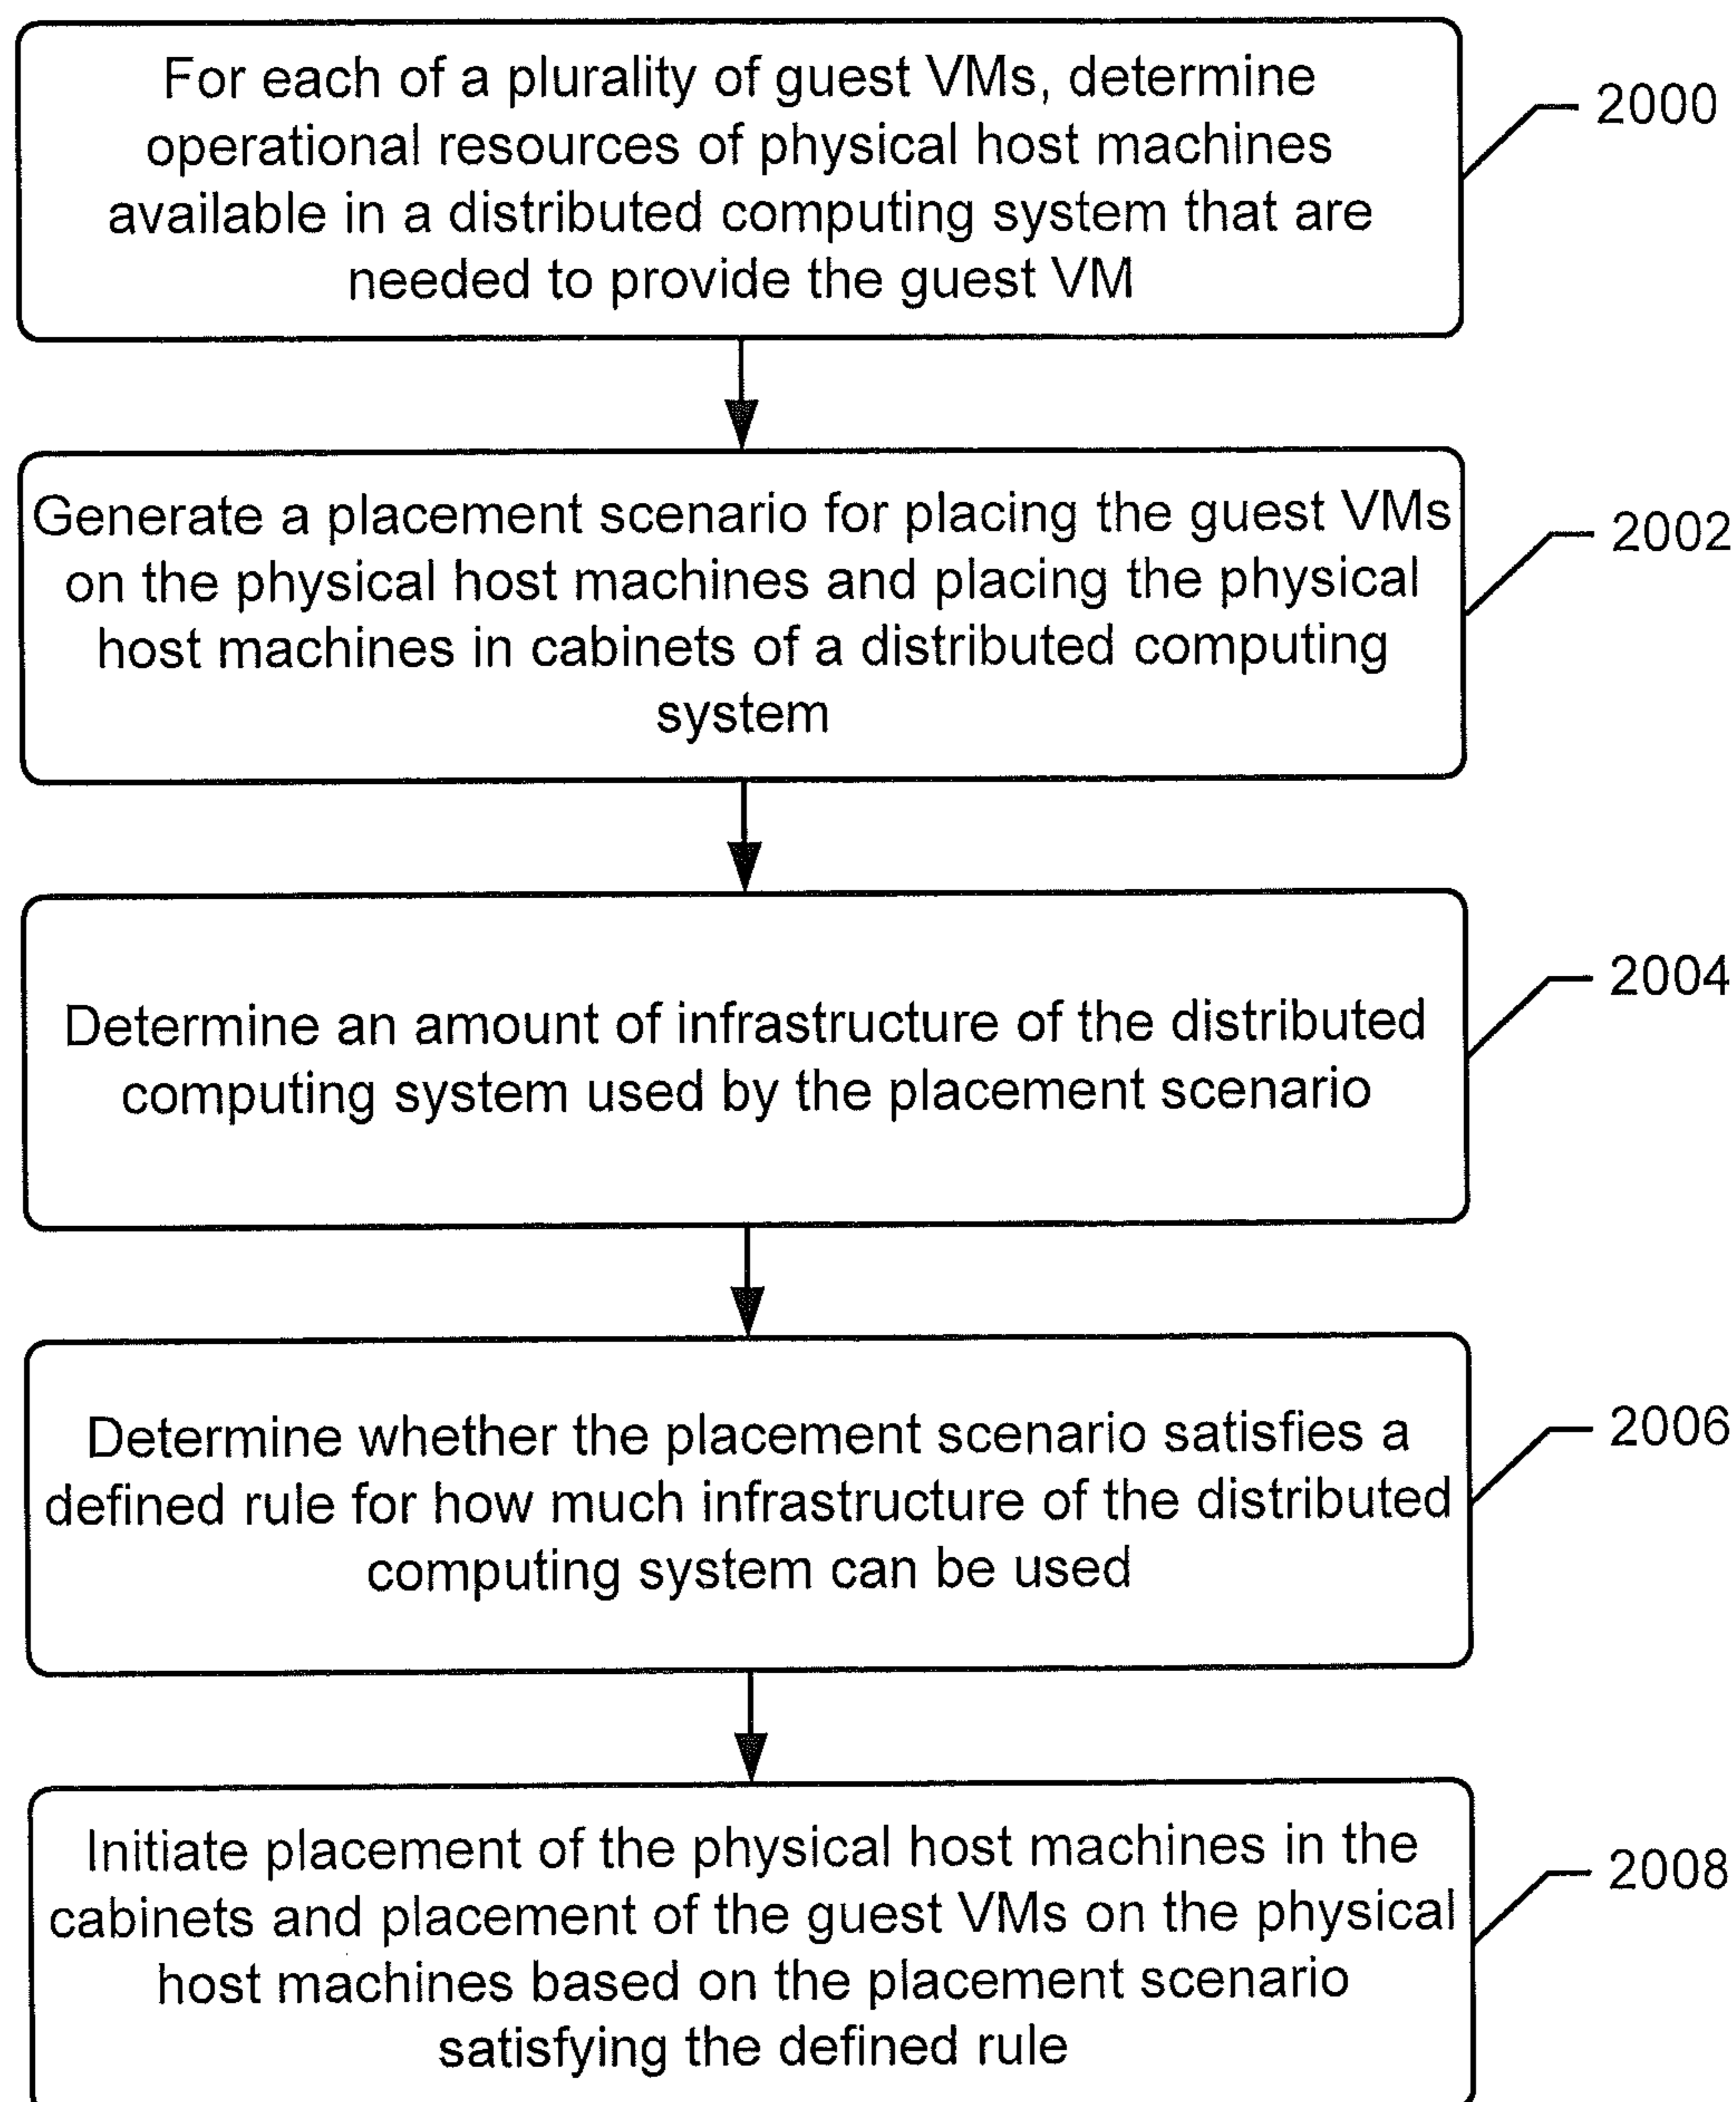 For each of a plurality of guest VMs, determine
operational resources of physical host machines
available in a distributed computing system that are
needed to provide the guest VM
2000
Generate a placement scenario for placing the guest VMs
on the physical host machines and placing the physical
host machines in cabinets of a distributed computing
system
2002
Determine an amount of infrastructure of the distributed
computing system used by the placement scenario
2004
Determine whether the placement scenario satisfies a
defined rule for how much infrastructure of the distributed
computing system can be used
2006
Initiate placement of the physical host machines in the
cabinets and placement of the guest VMs on the physical
host machines based on the placement scenario
satisfying the defined rule
2008